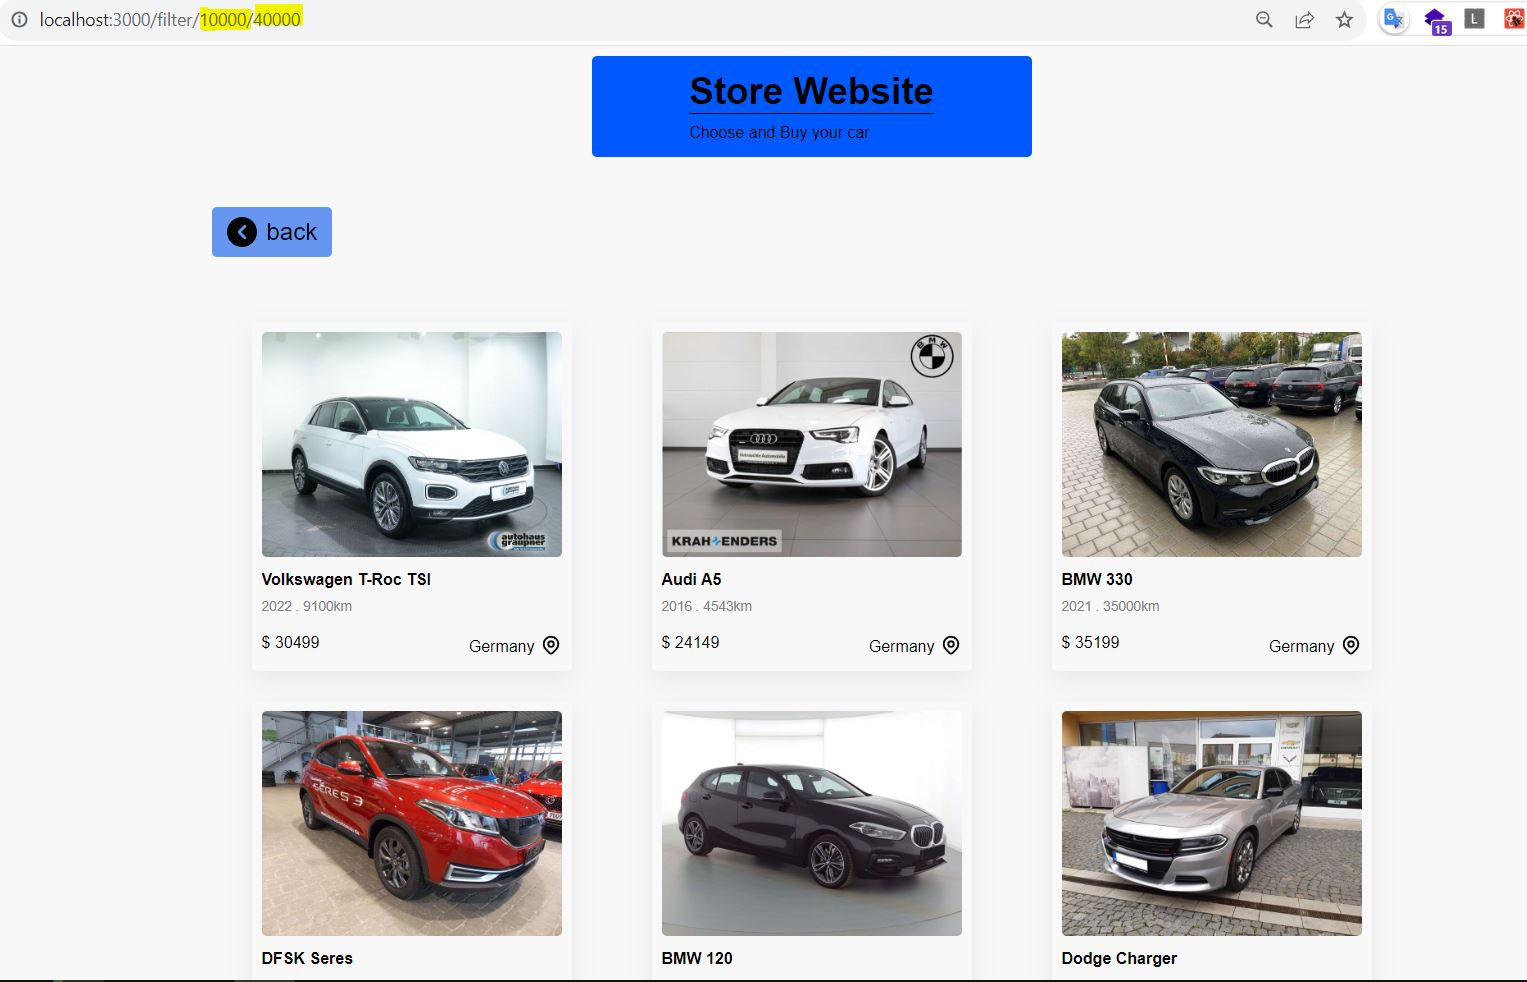 localhost:3000/filter/10000/40000
15
L
Store Website
Choose and Buy your car
back
autohaus
graupner
BMW
KRAH ENDERS
Volkswagen T-Roc TSI
2022 . 9100km
$ 30499
Germany
Audi A5
2016 . 4543km
$ 24149
Germany
BMW 330
2021 . 35000km
$ 35199
Germany
SERES 3
DFSK Seres
BMW 120
Dodge Charger